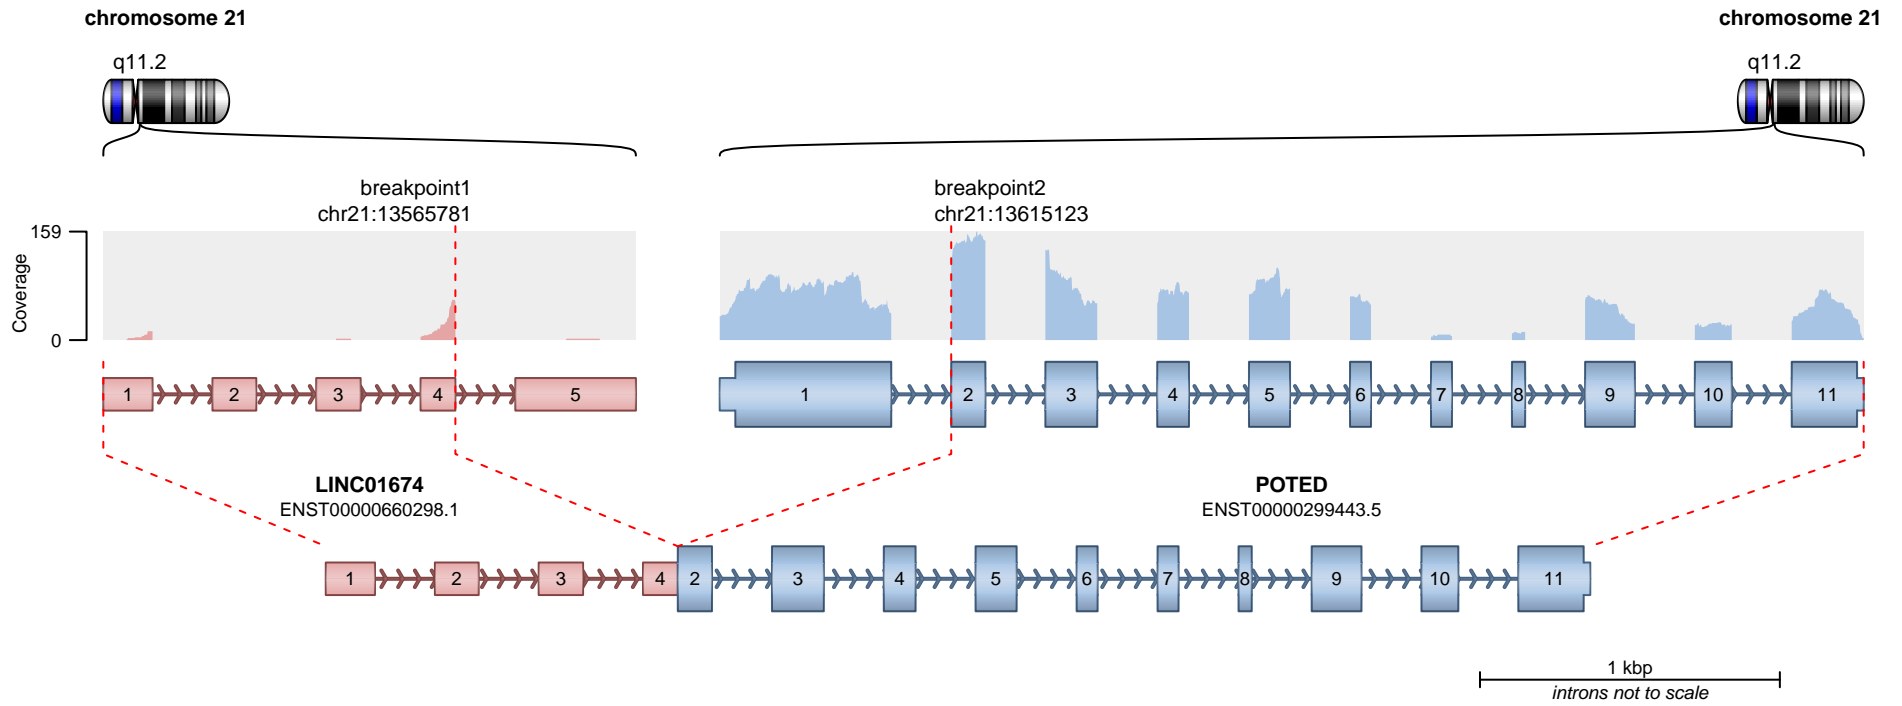 chromosome 21
chromosome 21
q11.2
q11.2
breakpoint1
chr21:13565781
breakpoint2
chr21:13615123
159
0
Coverage
1 2 3 4 5
1 2 3 4 5 6 7 8 9 10 11
LINC01674
ENST00000660298.1
POTED
ENST00000299443.5
1 2 3 4 2 3 4 5 6 7 8 9 10 11
1 kbp
introns not to scale